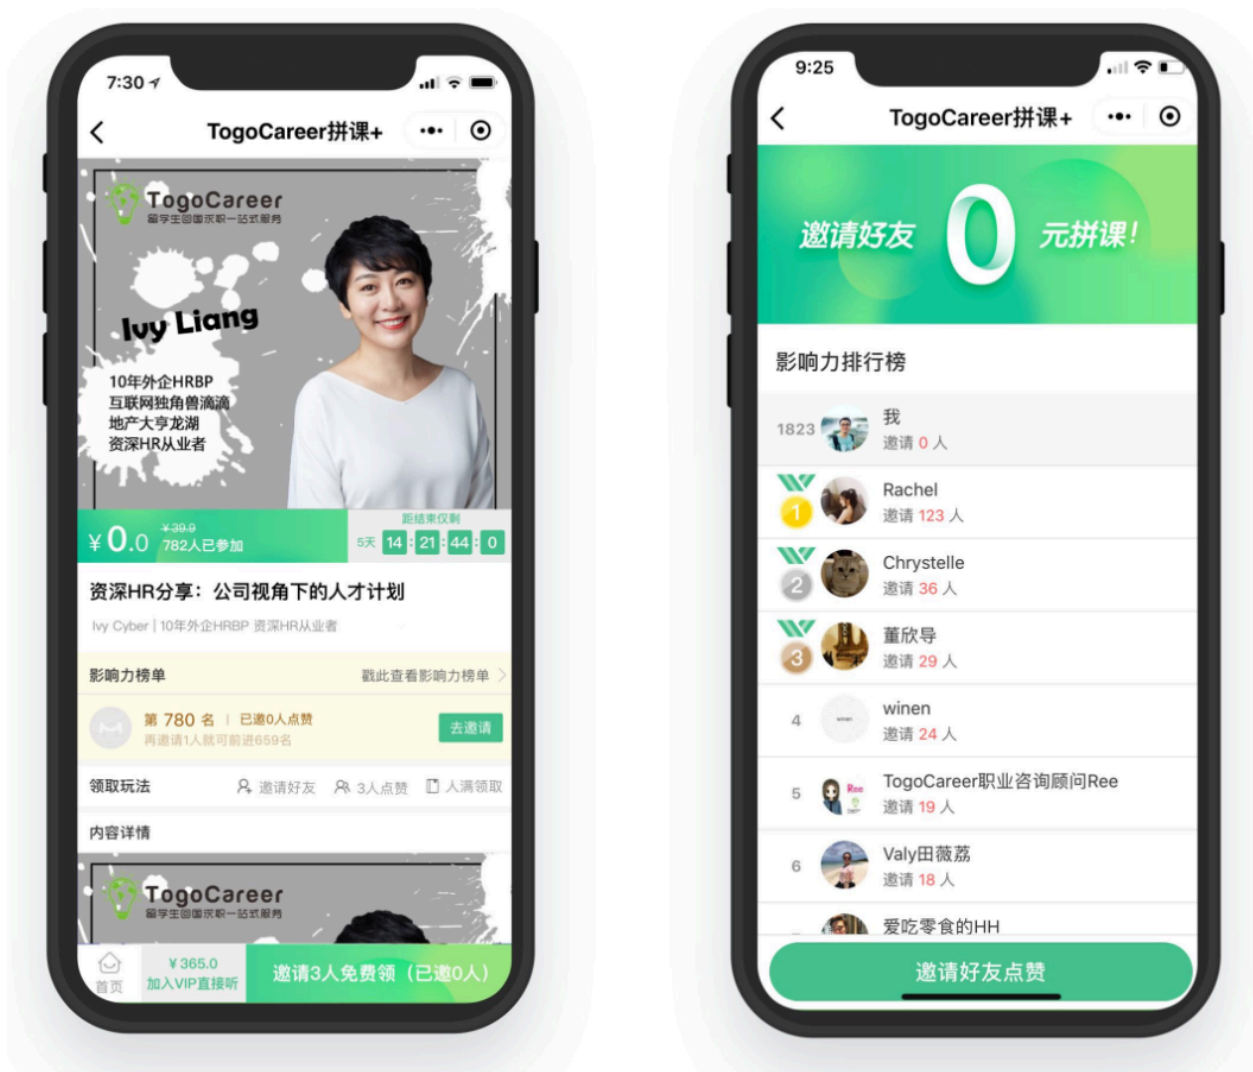 7:30
TogoCareer拼课+
TogoCareer
留学生回国求职一站式服务
Ivy Liang
10年外企HRBP
互联网独角兽滴滴
地产大亨龙湖
资深HR从业者
¥0.0
¥39.9
782人已参加
距结束仅剩
5天 14:21:44:0
资深HR分享：公司视角下的人才计划
Ivy Cyber | 10年外企HRBP 资深HR从业者
影响力榜单
戳此查看影响力榜单
第 780 名 | 已邀0人点赞
再邀请1人就可前进659名
去邀请
领取玩法
邀请好友
3人点赞
人满领取
内容详情
TogoCareer
留学生回国求职一站式服务
首页
¥365.0
加入VIP直接听
邀请3人免费领（已邀0人）
9:25
TogoCareer拼课+
邀请好友 0 元拼课!
影响力排行榜
1823
我
邀请 0 人
1
Rachel
邀请 123 人
2
Chrystelle
邀请 36 人
3
董欣导
邀请 29 人
4
winen
winen
邀请 24 人
5
Ree
TogoCareer职业咨询顾问Ree
邀请 19 人
6
Valy田薇荔
邀请 18 人
爱吃零食的HH
邀请好友点赞